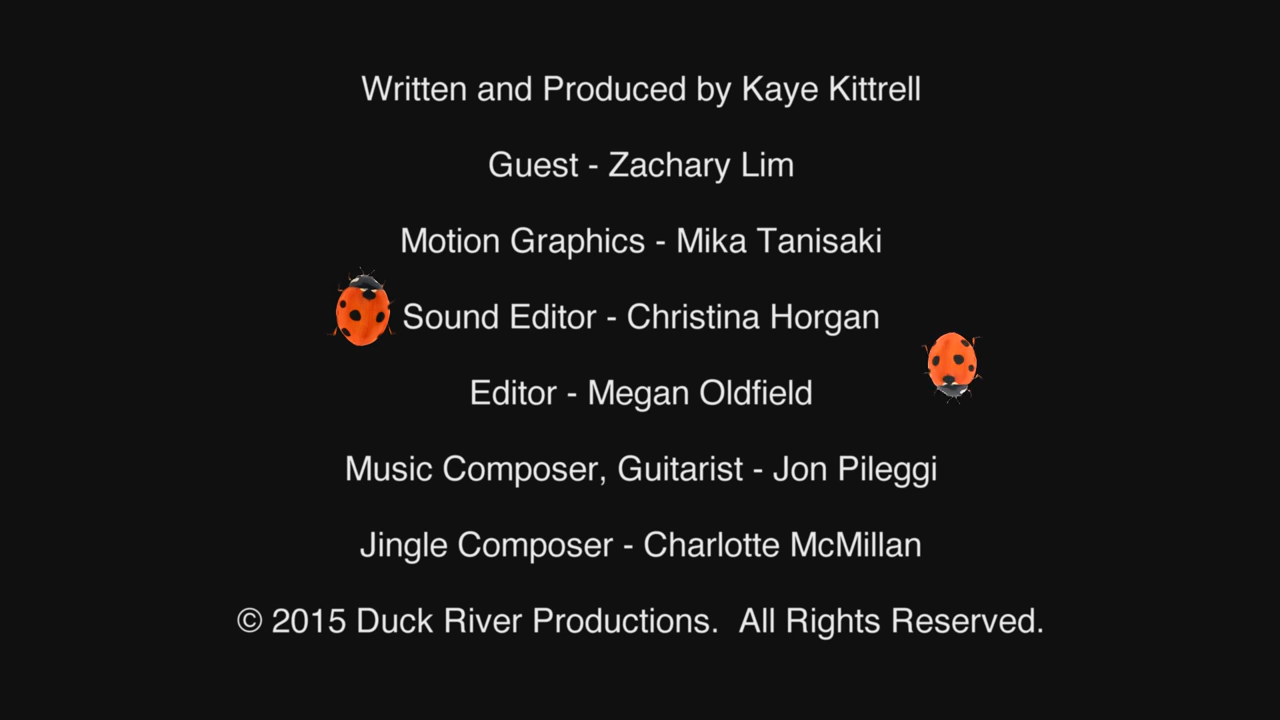 Written and Produced by Kaye Kittrell
Guest - Zachary Lim
Motion Graphics - Mika Tanisaki
Sound Editor - Christina Horgan
Editor - Megan Oldfield
Music Composer, Guitarist - Jon Pileggi
Jingle Composer - Charlotte McMillan
© 2015 Duck River Productions.  All Rights Reserved.